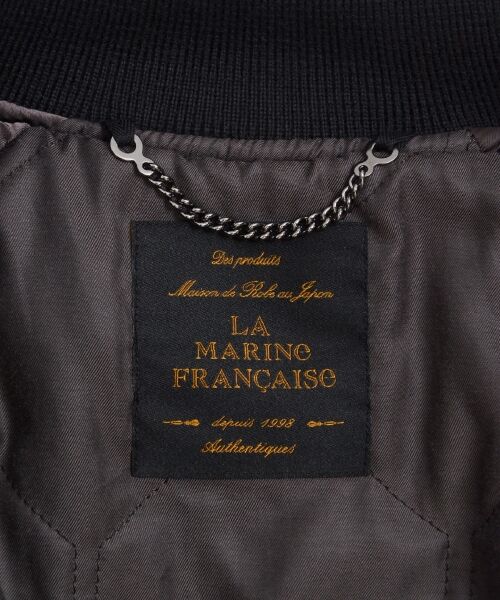 Des produits
Maison de Robe au Japon
LA
MARINE
FRANÇAISE
depuis 1998
Authentiques